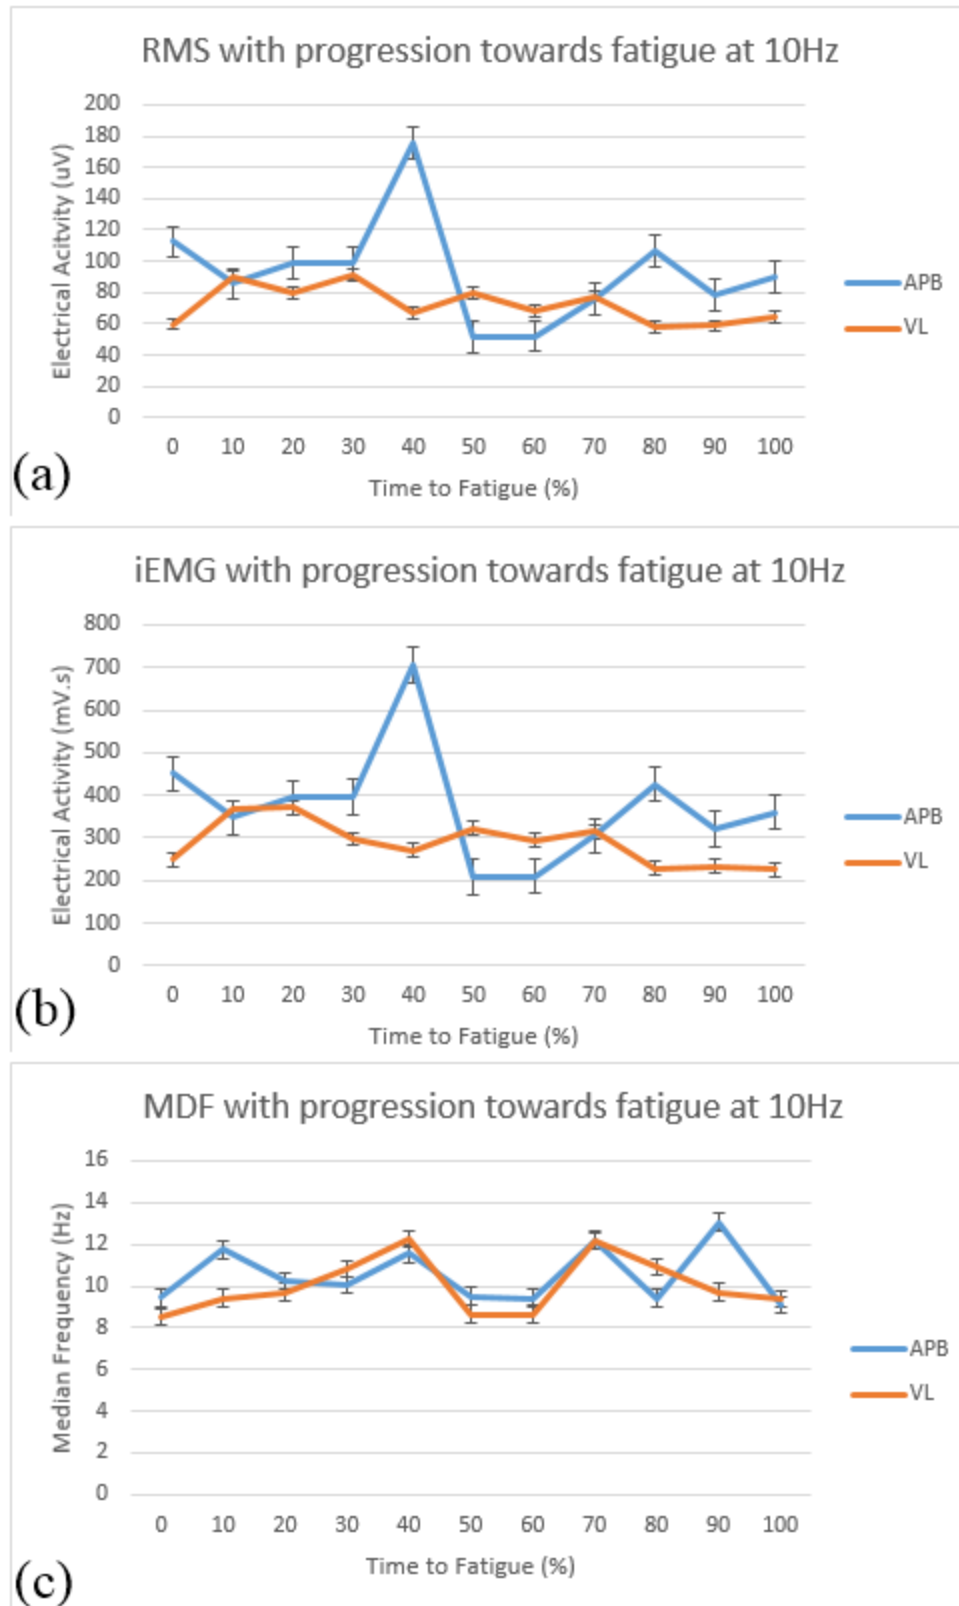 RMS with progression towards fatigue at 10Hz
200
180
160
140
120
100
80
60
40
20
0
Electrical Acitvity (uV)
0 10 20 30 40 50 60 70 80 90 100
Time to Fatigue (%)
APB
VL
(a)
iEMG with progression towards fatigue at 10Hz
800
700
600
500
400
300
200
100
0
Electrical Activity (mV.s)
0 10 20 30 40 50 60 70 80 90 100
Time to Fatigue (%)
APB
VL
(b)
MDF with progression towards fatigue at 10Hz
16
14
12
10
8
6
4
2
0
Median Frequency (Hz)
0 10 20 30 40 50 60 70 80 90 100
Time to Fatigue (%)
APB
VL
(c)